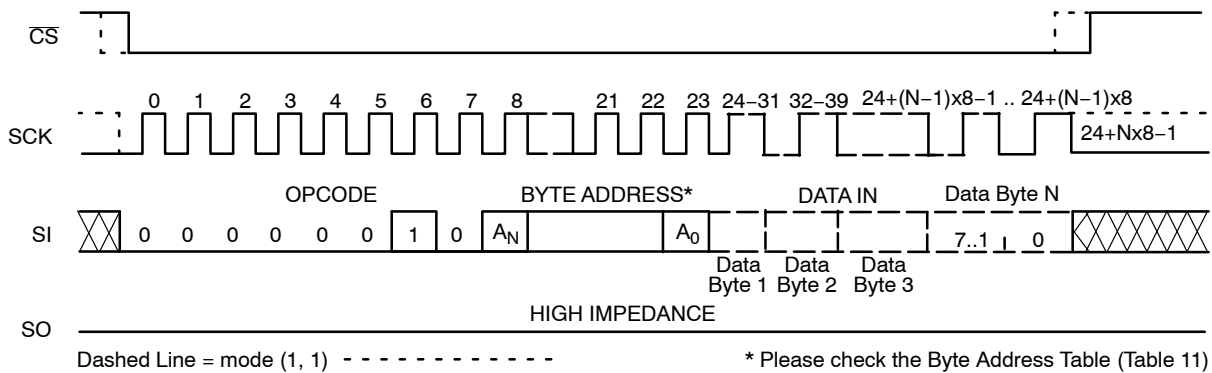 CS
SCK
0 1 2 3 4 5 6 7 8 21 22 23 24–31 32–39 24+(N–1)x8–1 .. 24+(N–1)x8
24+Nx8–1
OPCODE BYTE ADDRESS* DATA IN Data Byte N
SI
0 0 0 0 0 0 1 0 AN A0 7..1 0
Data Byte 1 Data Byte 2 Data Byte 3
HIGH IMPEDANCE
SO
Dashed Line = mode (1, 1) * Please check the Byte Address Table (Table 11)